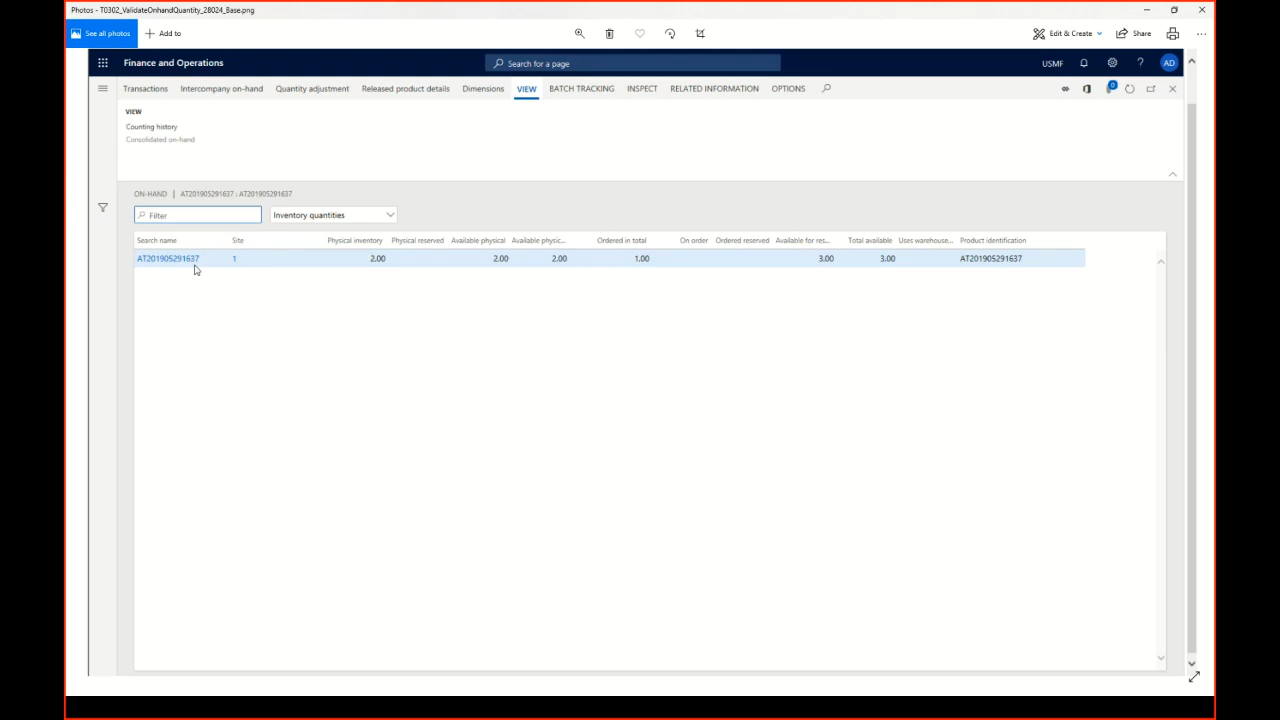 Photos - T0302_ValidateOnhandQuantity_28024_Base.png
See all photos + Add to Edit & Create Share
Finance and Operations Search for a page USMF ? AD
Transactions Intercompany on-hand Quantity adjustment Released product details Dimensions VIEW BATCH TRACKING INSPECT RELATED INFORMATION OPTIONS 0
VIEW
Counting history
Consolidated on-hand
ON-HAND | AT201905291637 : AT201905291637
Filter Inventory quantities
Search name Site Physical inventory Physical reserved Available physical Available physic... Ordered in total On order Ordered reserved Available for res... Total available Uses warehouse... Product identification
AT201905291637 1 2.00 2.00 2.00 1.00 3.00 3.00 AT201905291637